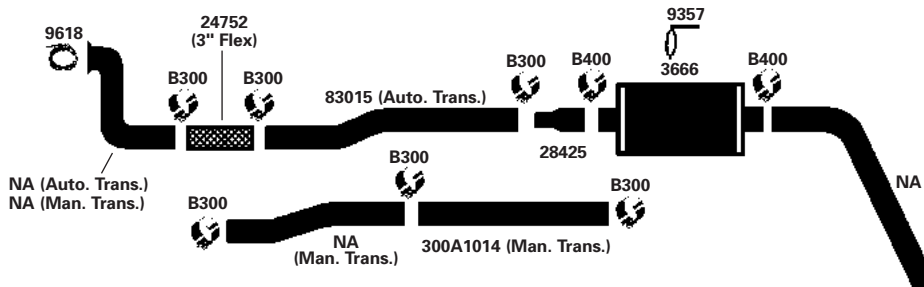 9618
24752
(3" Flex)
B300
B300
83015 (Auto. Trans.)
B300
B400
9357
3666
B400
28425
NA (Auto. Trans.)
NA (Man. Trans.)
NA
B300
B300
B300
NA
(Man. Trans.)
300A1014 (Man. Trans.)